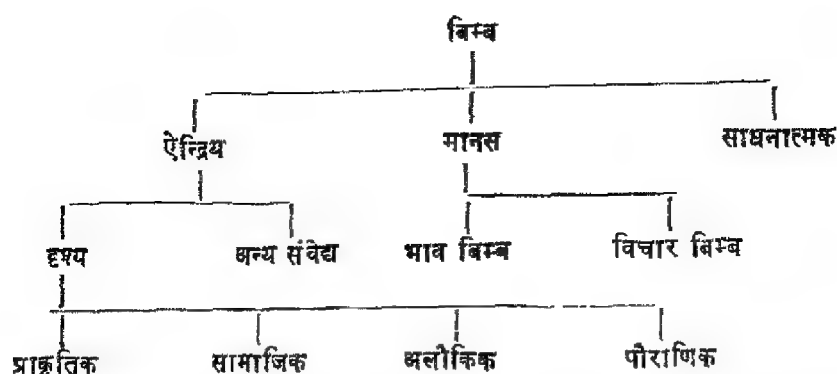 बिम्ब
ऐन्द्रिय मानस साधनात्मक
दृश्य अन्य संवेद्य भाव बिम्ब विचार बिम्ब
प्राकृतिक सामाजिक अलौकिक पौराणिक